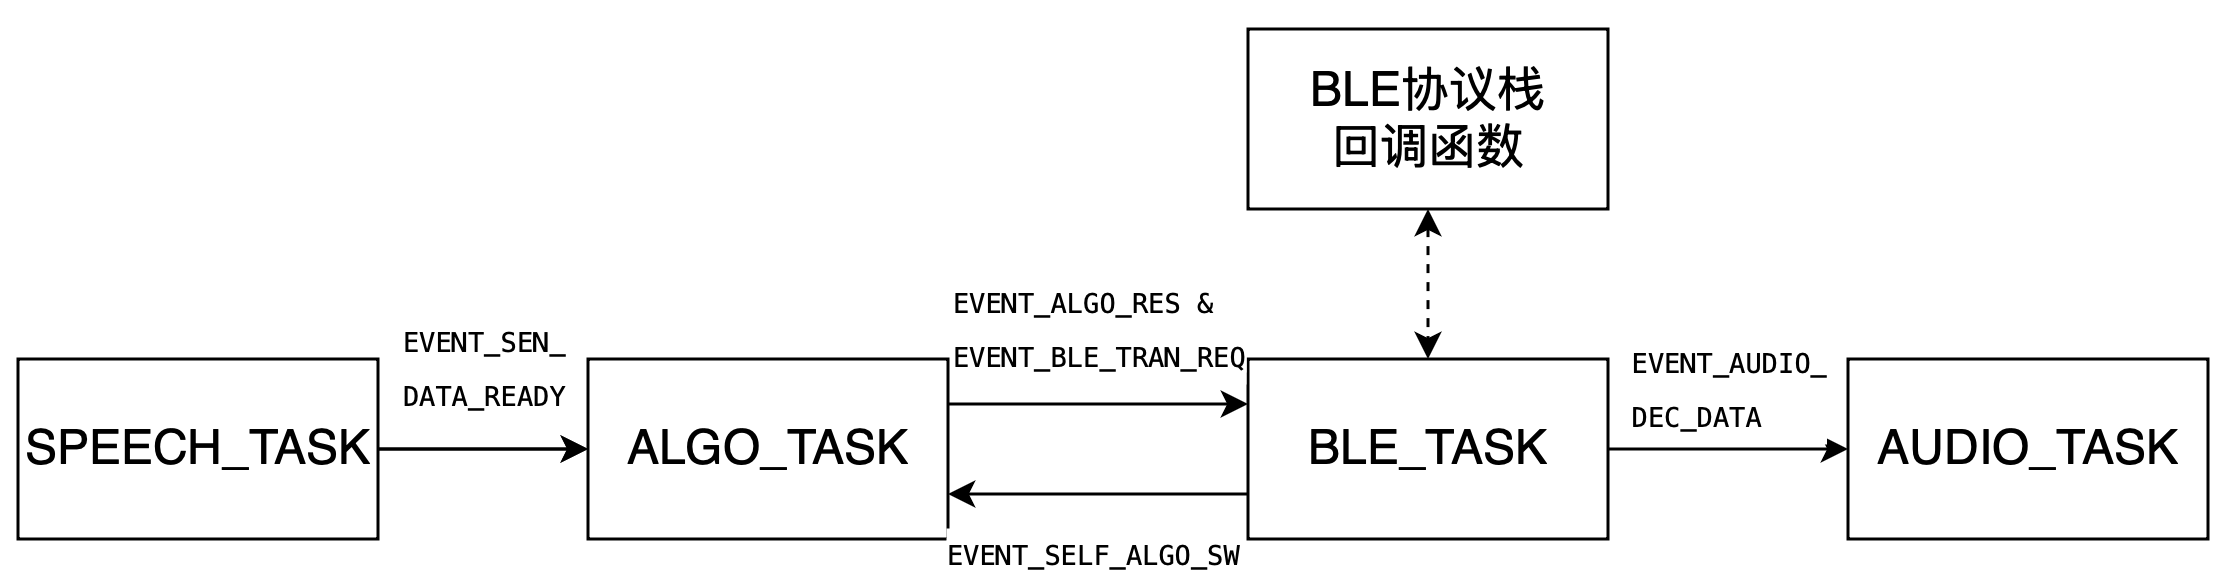 BLE协议栈
回调函数
EVENT_SEN_
DATA_READY
EVENT_ALGO_RES &
EVENT_BLE_TRAN_REQ
EVENT_AUDIO_
DEC_DATA
SPEECH_TASK
ALGO_TASK
BLE_TASK
AUDIO_TASK
EVENT_SELF_ALGO_SW